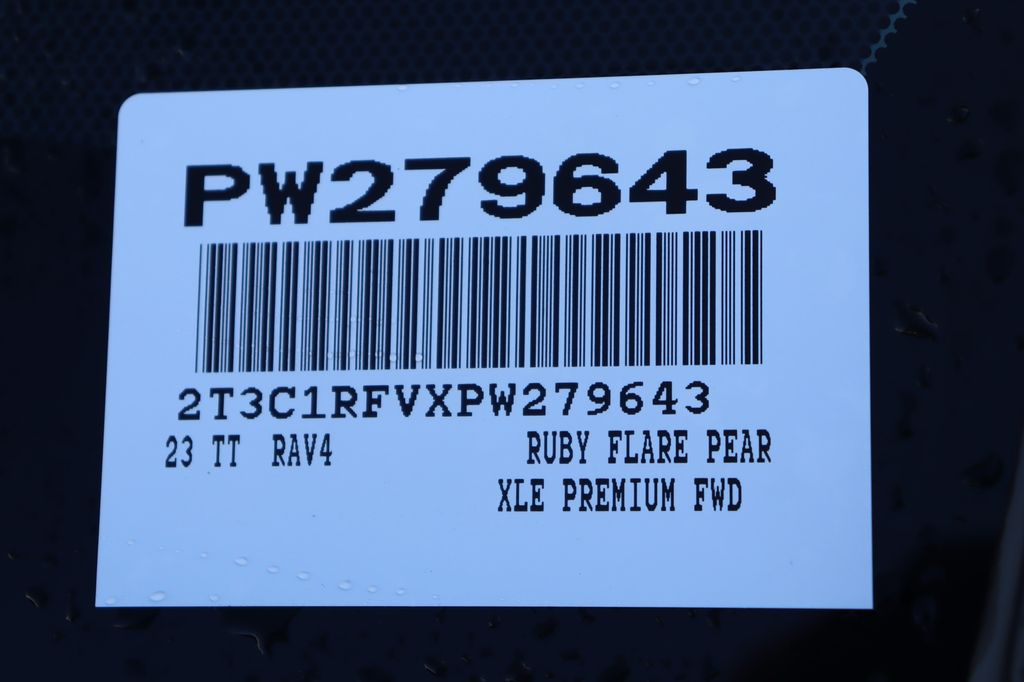 PW279643
2T3C1RFVXPW279643
23 TT RAV4 RUBY FLARE PEAR
XLE PREMIUM FWD